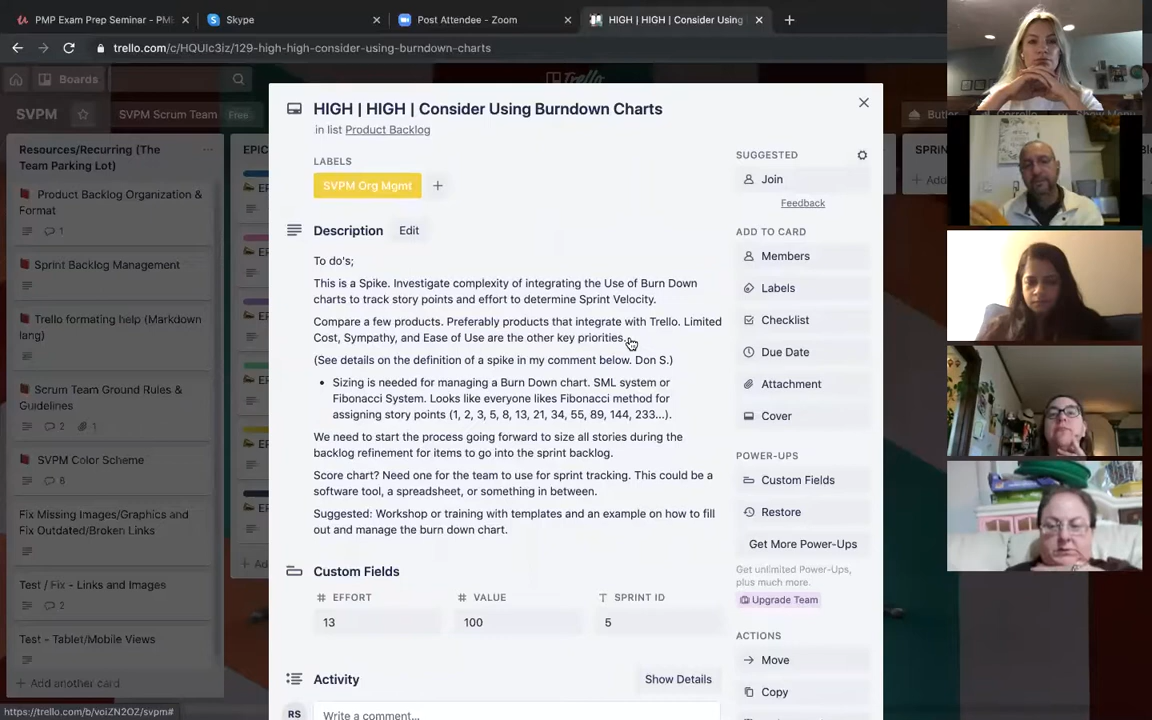 PMP Exam Prep Seminar - PM
Skype
Post Attendee - Zoom
HIGH | HIGH | Consider Using
trello.com/c/HQUlc3iz/129-high-high-consider-using-burndown-charts
Boards
Trello
SVPM
SVPM Scrum Team
Free
Butler
Corrello
Show Menu
Resources/Recurring (The
Team Parking Lot)
Product Backlog Organization &
Format
1
Sprint Backlog Management
Trello formating help (Markdown
lang)
Scrum Team Ground Rules &
Guidelines
2
1
SVPM Color Scheme
8
Fix Missing Images/Graphics and
Fix Outdated/Broken Links
Test / Fix - Links and Images
2
Test - Tablet/Mobile Views
Add another card
https://trello.com/b/voiZN2OZ/svpm#
EPIC
HIGH | HIGH | Consider Using Burndown Charts
in list Product Backlog
LABELS
SVPM Org Mgmt
Description
Edit
To do's;
This is a Spike. Investigate complexity of integrating the Use of Burn Down
charts to track story points and effort to determine Sprint Velocity.
Compare a few products. Preferably products that integrate with Trello. Limited
Cost, Sympathy, and Ease of Use are the other key priorities.
(See details on the definition of a spike in my comment below. Don S.)
• Sizing is needed for managing a Burn Down chart. SML system or
Fibonacci System. Looks like everyone likes Fibonacci method for
assigning story points (1, 2, 3, 5, 8, 13, 21, 34, 55, 89, 144, 233...).
We need to start the process going forward to size all stories during the
backlog refinement for items to go into the sprint backlog.
Score chart? Need one for the team to use for sprint tracking. This could be a
software tool, a spreadsheet, or something in between.
Suggested: Workshop or training with templates and an example on how to fill
out and manage the burn down chart.
Custom Fields
EFFORT
VALUE
SPRINT ID
13
100
5
Activity
Show Details
RS
Write a comment...
SUGGESTED
Join
Feedback
ADD TO CARD
Members
Labels
Checklist
Due Date
Attachment
Cover
POWER-UPS
Custom Fields
Restore
Get More Power-Ups
Get unlimited Power-Ups,
plus much more.
Upgrade Team
ACTIONS
Move
Copy
SPRIN